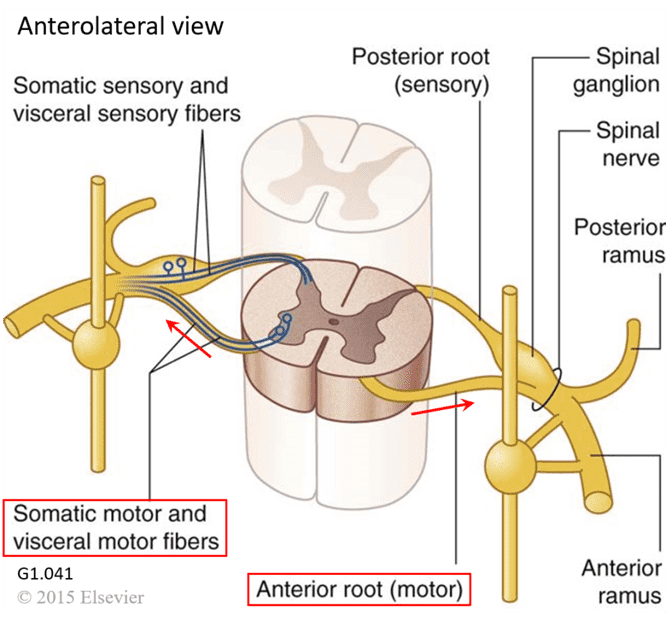 Anterolateral view
Somatic sensory and
visceral sensory fibers
Posterior root
(sensory)
Spinal
ganglion
Spinal
nerve
Posterior
ramus
Somatic motor and
visceral motor fibers
G1.041
© 2015 Elsevier
Anterior root (motor)
Anterior
ramus